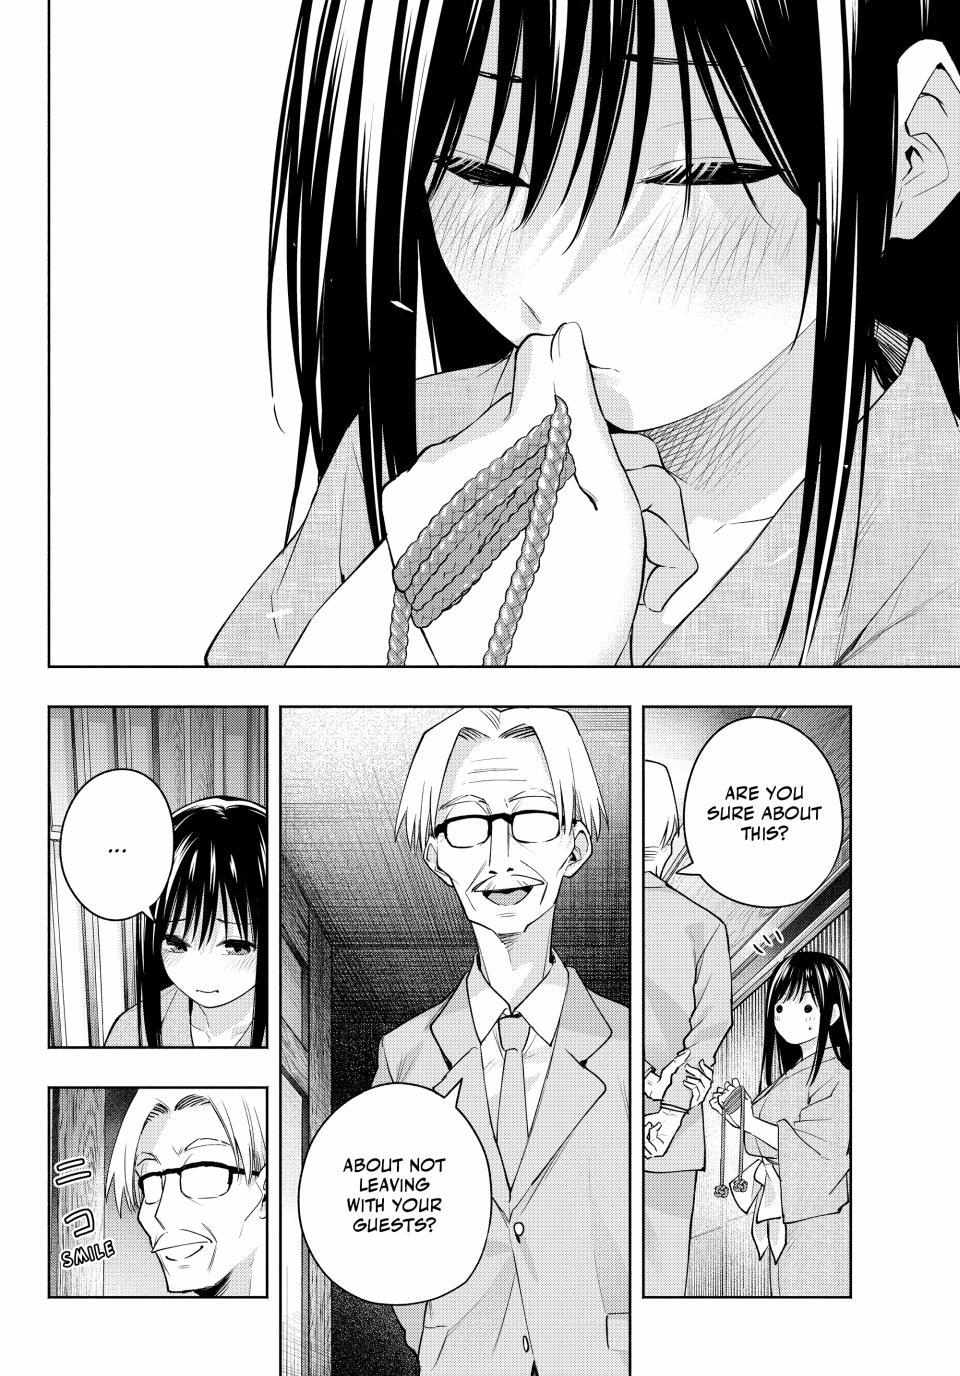 ARE YOU
SURE ABOUT
THIS?
ABOUT NOT
LEAVING
WITH YOUR
GUESTS?
...
ニコ
SMILE